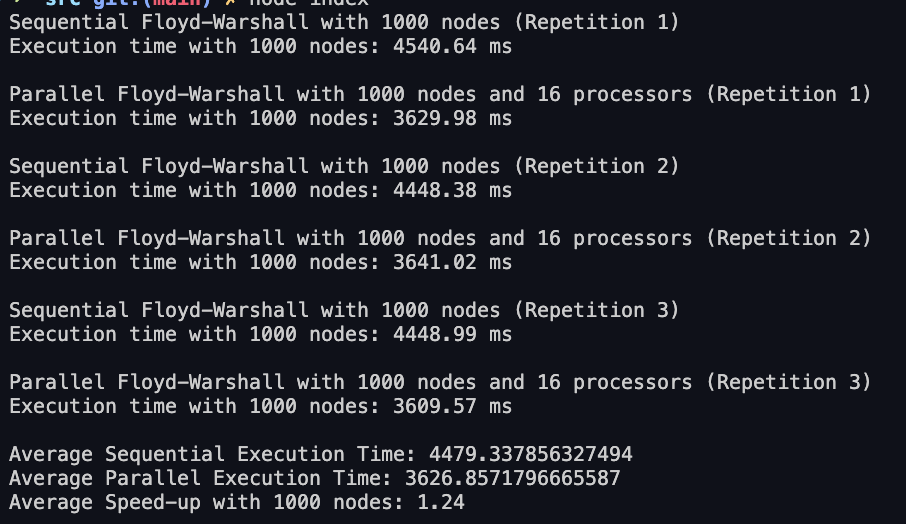 src git:(main) ✗ node index
Sequential Floyd-Warshall with 1000 nodes (Repetition 1)
Execution time with 1000 nodes: 4540.64 ms
Parallel Floyd-Warshall with 1000 nodes and 16 processors (Repetition 1)
Execution time with 1000 nodes: 3629.98 ms
Sequential Floyd-Warshall with 1000 nodes (Repetition 2)
Execution time with 1000 nodes: 4448.38 ms
Parallel Floyd-Warshall with 1000 nodes and 16 processors (Repetition 2)
Execution time with 1000 nodes: 3641.02 ms
Sequential Floyd-Warshall with 1000 nodes (Repetition 3)
Execution time with 1000 nodes: 4448.99 ms
Parallel Floyd-Warshall with 1000 nodes and 16 processors (Repetition 3)
Execution time with 1000 nodes: 3609.57 ms
Average Sequential Execution Time: 4479.337856327494
Average Parallel Execution Time: 3626.8571796665587
Average Speed-up with 1000 nodes: 1.24